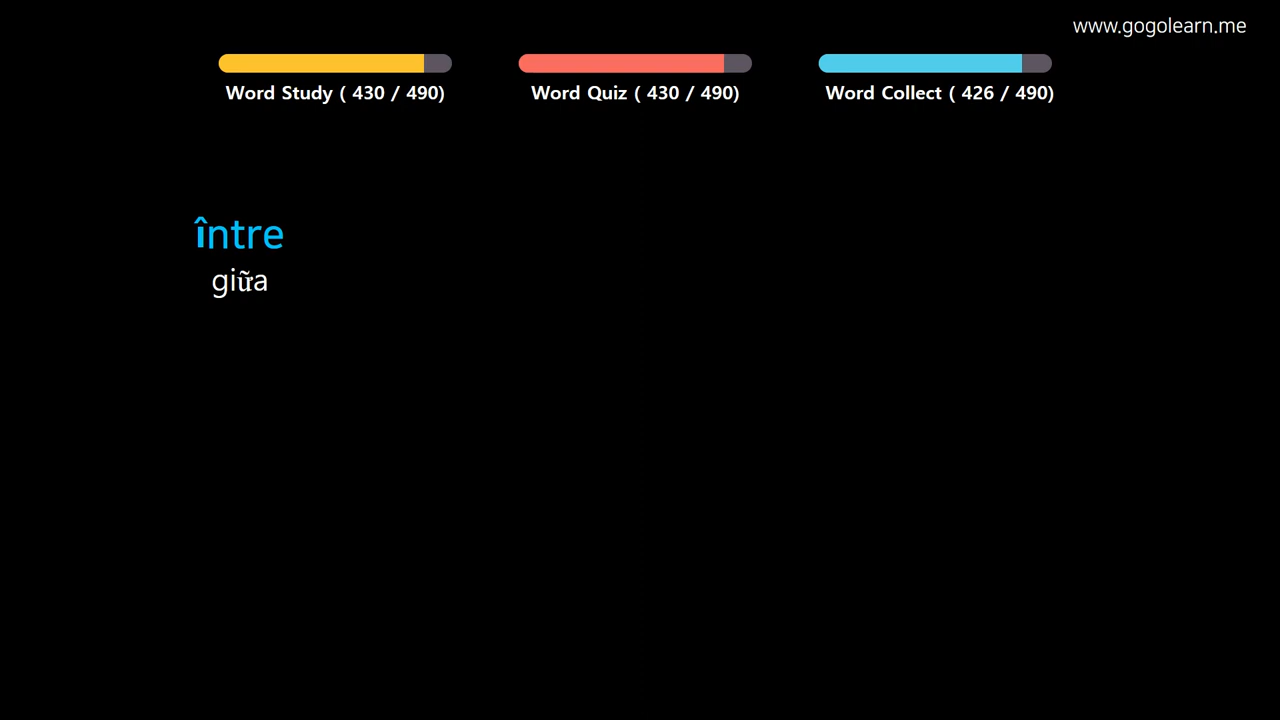 www.gogolearn.me
Word Study ( 430 / 490)
Word Quiz ( 430 / 490)
Word Collect ( 426 / 490)
între
giữa